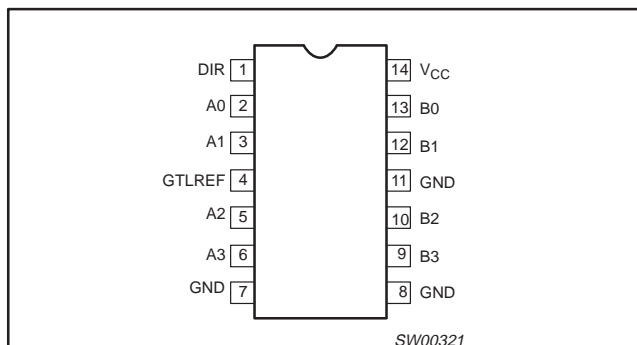 DIR 1 14 VCC
A0 2 13 B0
A1 3 12 B1
GTLREF 4 11 GND
A2 5 10 B2
A3 6 9 B3
GND 7 8 GND
SW00321